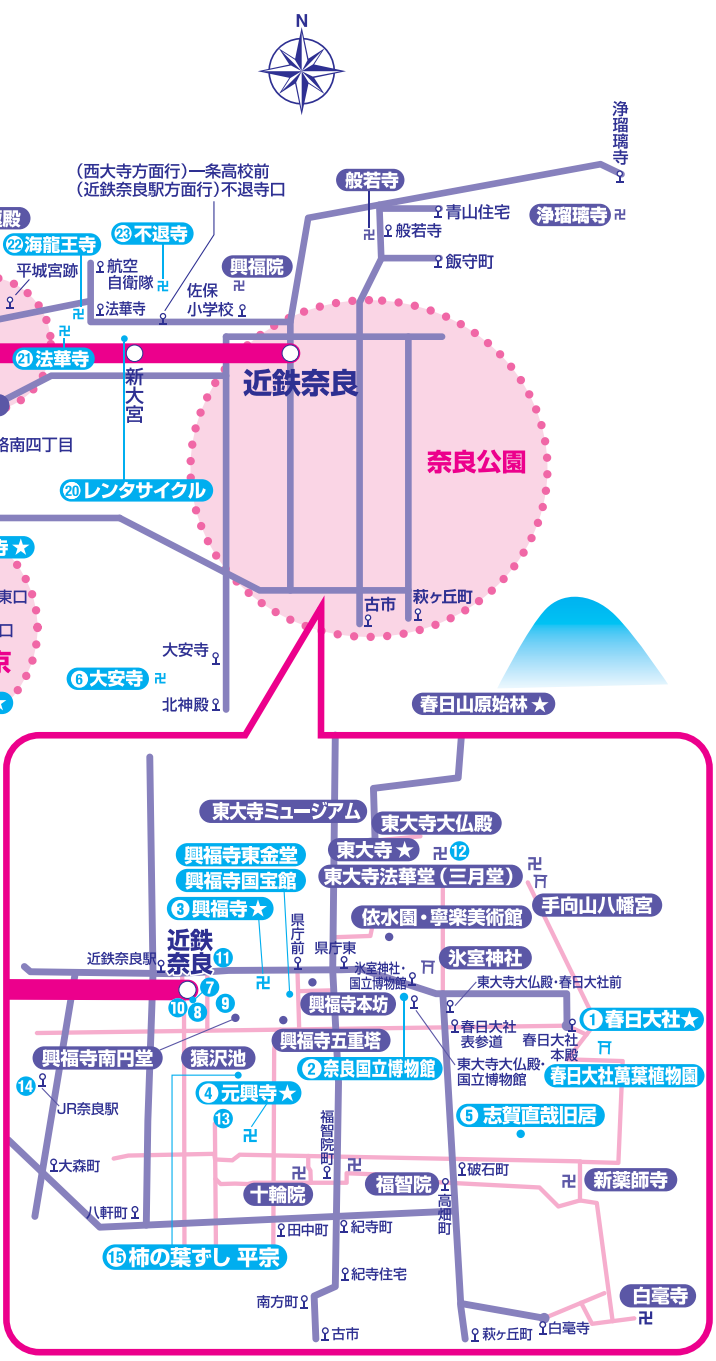 N
浄瑠璃寺
(西大寺方面行)一条高校前
(近鉄奈良駅方面行)不退寺口
般若寺
青山住宅
浄瑠璃寺
殿
㉒海龍王寺
㉓不退寺
般若寺
平城宮跡
航空
自衛隊
興福院
飯守町
佐保
小学校
法華寺
㉑法華寺
新大宮
近鉄奈良
路南四丁目
奈良公園
⑳レンタサイクル
寺★
東口
口
京
★
古市
萩ヶ丘町
大安寺
⑥大安寺
北神殿
春日山原始林★
東大寺ミュージアム
東大寺大仏殿
興福寺東金堂
東大寺★
⑫
興福寺国宝館
東大寺法華堂(三月堂)
③興福寺★
依水園・寧楽美術館
手向山八幡宮
県庁前
近鉄
奈良
県庁東
近鉄奈良駅
⑪
氷室神社
氷室神社・
国立博物館
東大寺大仏殿・春日大社前
⑦
⑩
⑧
⑨
興福寺本坊
①春日大社★
春日大社
表参道
春日大社
本殿
興福寺南円堂
猿沢池
興福寺五重塔
②奈良国立博物館
東大寺大仏殿・
国立博物館
春日大社萬葉植物園
⑭
JR奈良駅
④元興寺★
⑬
⑤志賀直哉旧居
福智院町
大森町
十輪院
福智院
破石町
新薬師寺
高畑町
八軒町
田中町
紀寺町
⑮柿の葉ずし 平宗
紀寺住宅
南方町
白毫寺
古市
萩ヶ丘町
白毫寺